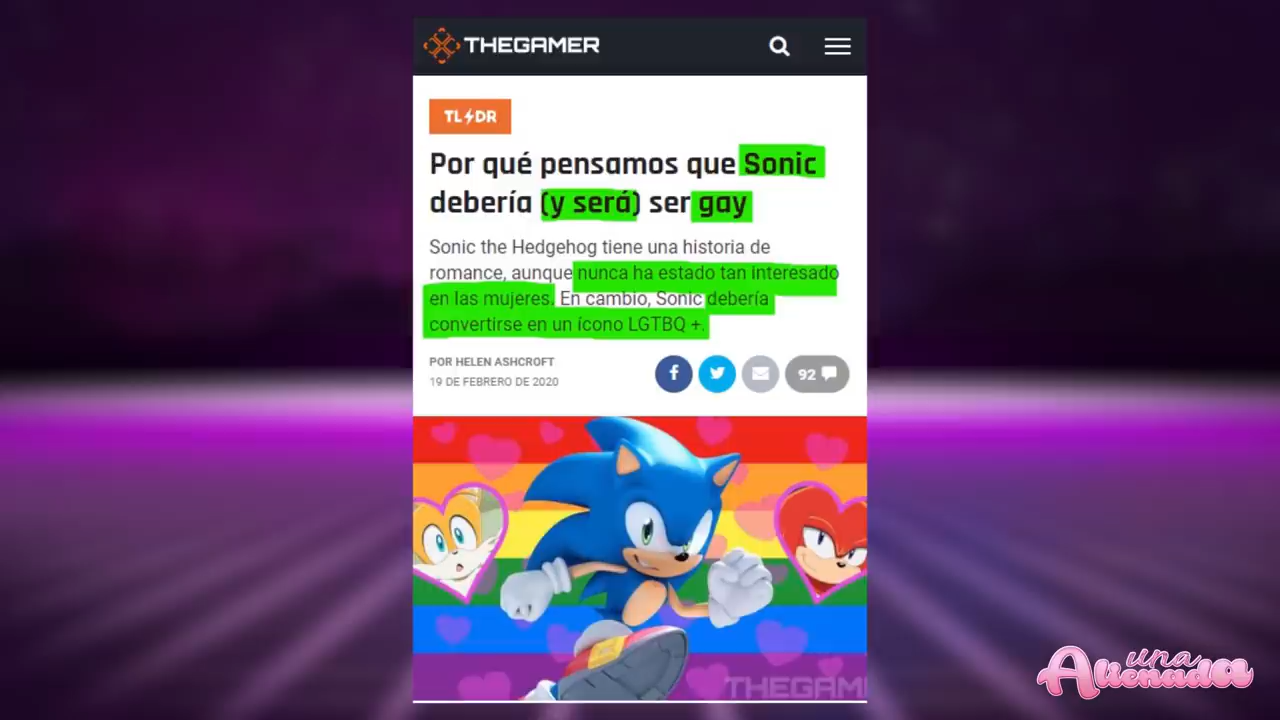 THEGAMER
TL DR
Por qué pensamos que Sonic
debería (y será) ser gay
Sonic the Hedgehog tiene una historia de
romance, aunque nunca ha estado tan interesado
en las mujeres. En cambio, Sonic debería
convertirse en un ícono LGTBQ +.
POR HELEN ASHCROFT
19 DE FEBRERO DE 2020
92
THEGAM
una
Alienada